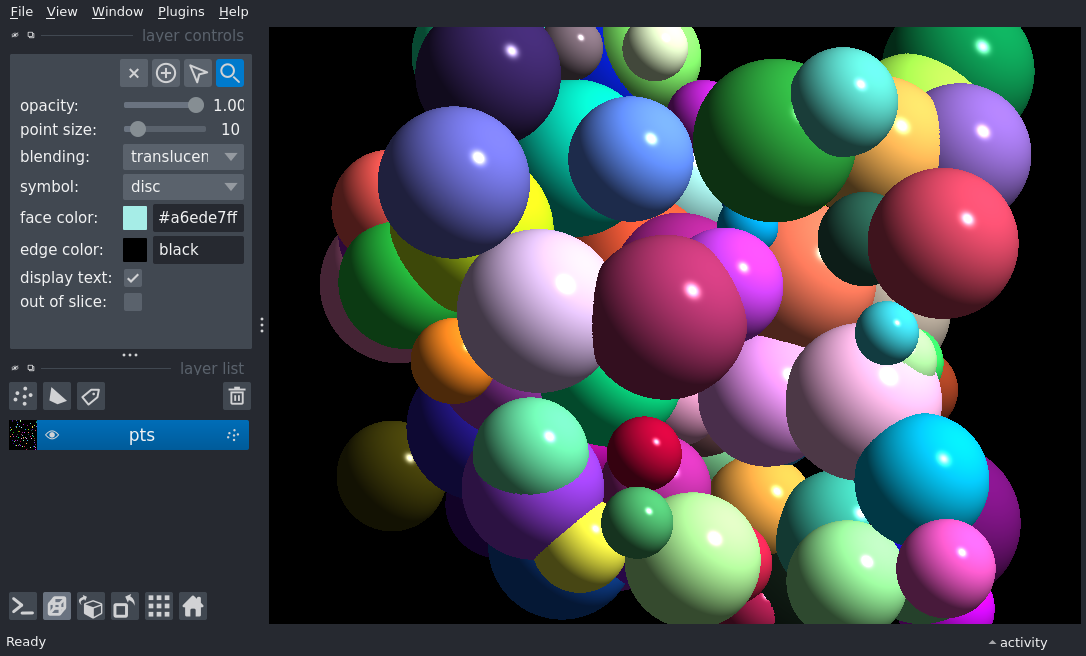 File View Window Plugins Help
layer controls
opacity: 1.00
point size: 10
blending: translucen
symbol: disc
face color: #a6ede7ff
edge color: black
display text:
out of slice:
layer list
pts
Ready
activity